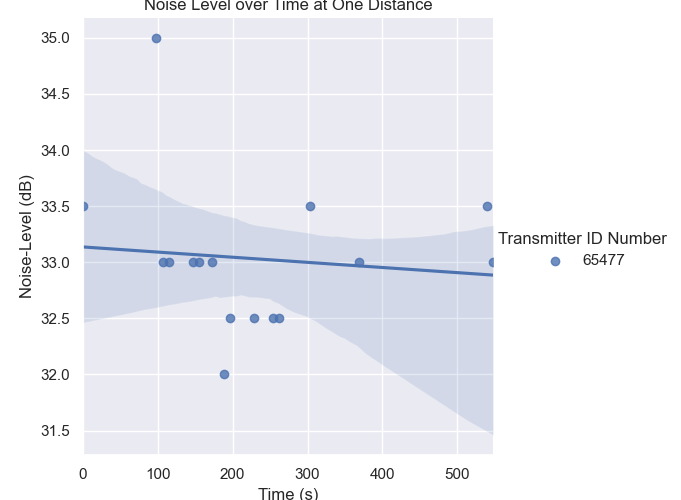 Noise Level over Time at One Distance
35.0
34.5
34.0
33.5
33.0
32.5
32.0
31.5
Noise-Level (dB)
0 100 200 300 400 500
Time (s)
Transmitter ID Number
65477